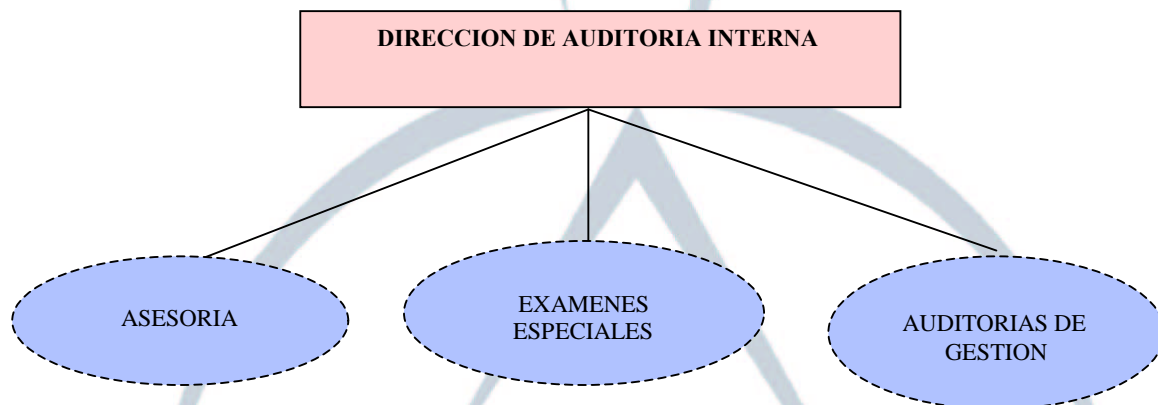 DIRECCION DE AUDITORIA INTERNA
ASESORIA
EXAMENES
ESPECIALES
AUDITORIAS DE
GESTION